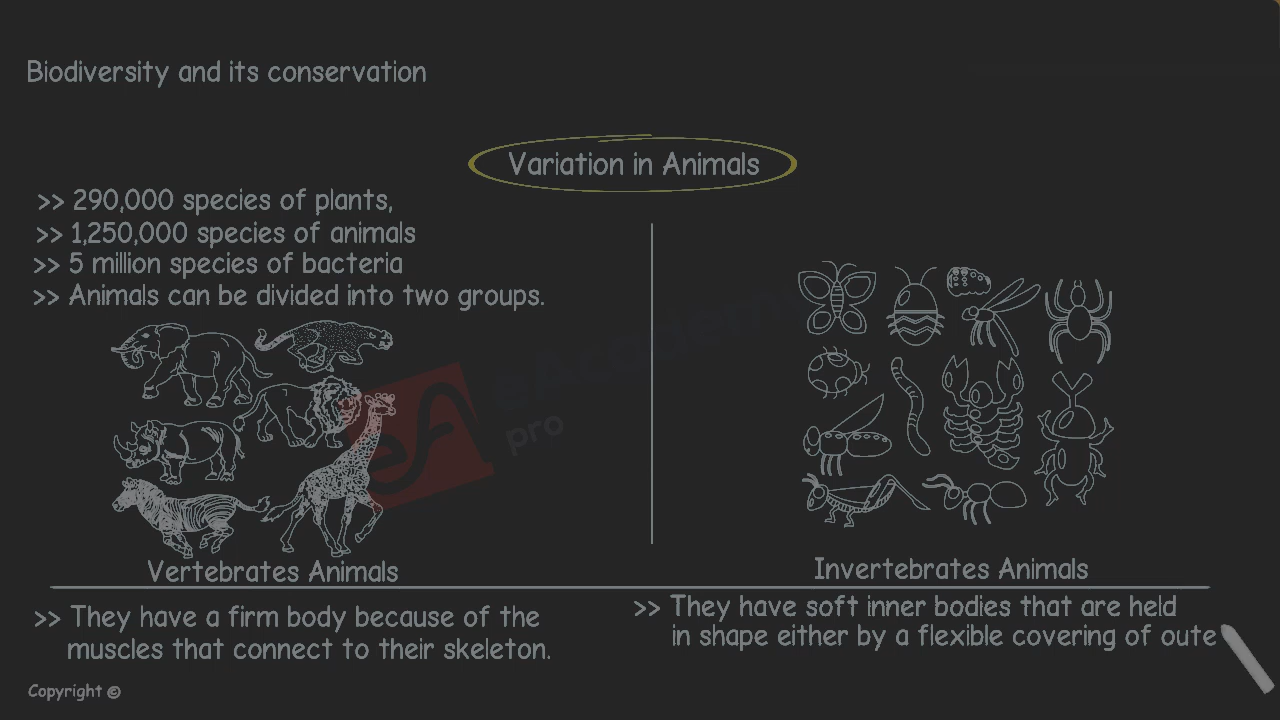 Biodiversity and its conservation
Variation in Animals
>> 290,000 species of plants,
>> 1,250,000 species of animals
>> 5 million species of bacteria
>> Animals can be divided into two groups.
eAcademy
pro
Vertebrates Animals
Invertebrates Animals
>> They have a firm body because of the
muscles that connect to their skeleton.
>> They have soft inner bodies that are held
in shape either by a flexible covering of oute
Copyright ©